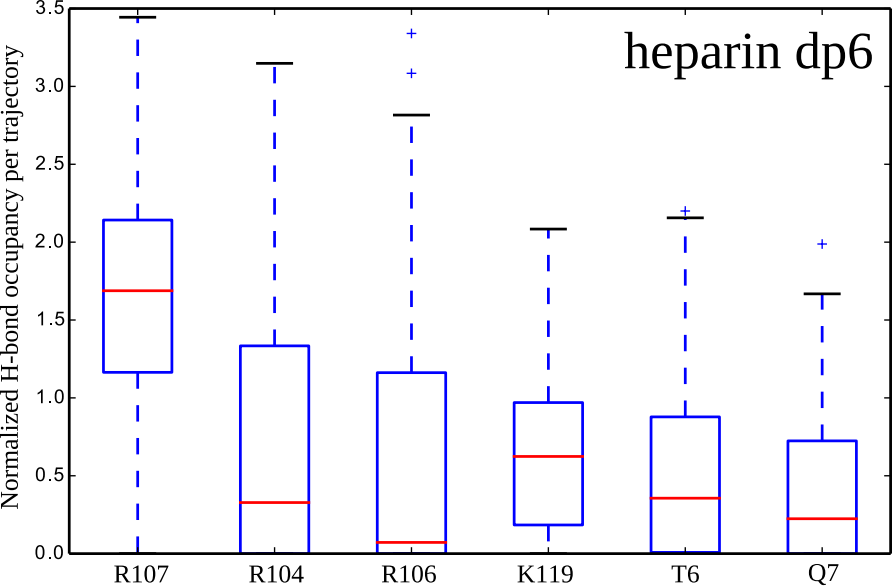 heparin dp6
Normalized H-bond occupancy per trajectory
3.5
3.0
2.5
2.0
1.5
1.0
0.5
0.0
R107 R104 R106 K119 T6 Q7